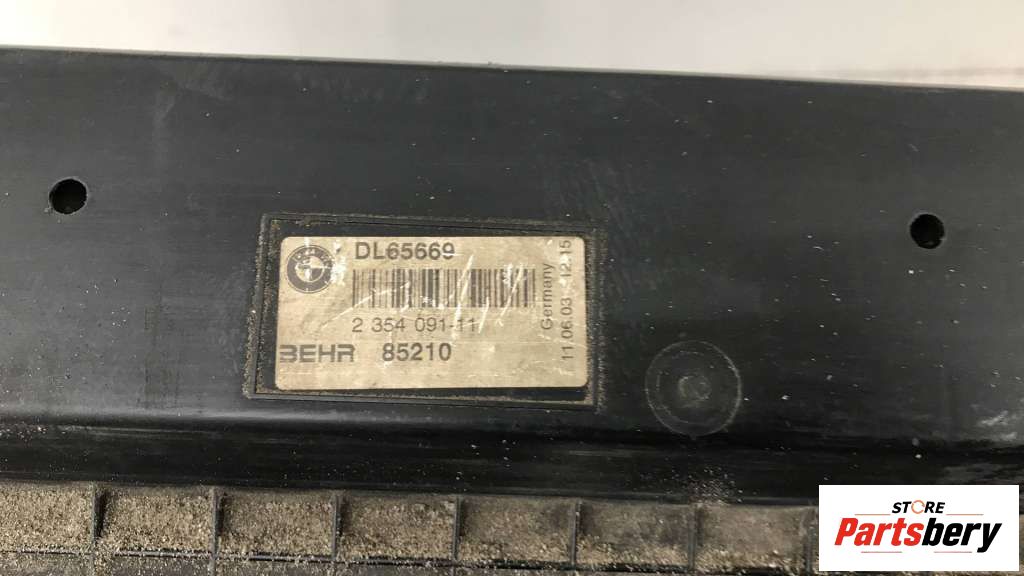 DL65669
2 354 091-11
BEHR 85210
Germany
11.06.03 12.15
STORE
Partsbery